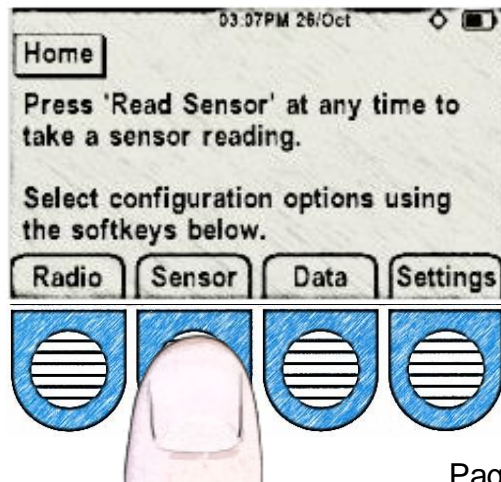 03:07PM 26/Oct
Home
Press 'Read Sensor' at any time to
take a sensor reading.
Select configuration options using
the softkeys below.
Radio Sensor Data Settings
Pag